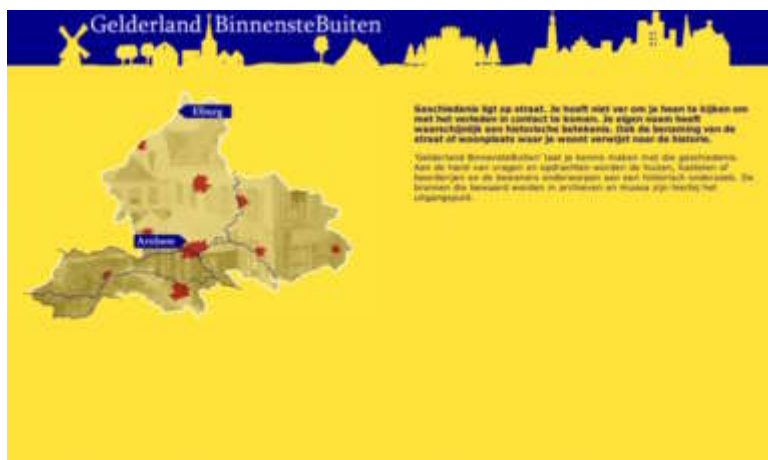 Gelderland BinnensteBuiten
Elburg
Arnhem
Geschiedenis ligt op straat. Je hoeft niet ver om je heen te kijken om
met het verleden in contact te komen. Je eigen naam heeft
waarschijnlijk een historische betekenis. Ook de benaming van de
straat of woonplaats waar je woont verwijst naar de historie.
'Gelderland BinnensteBuiten' laat je kennis maken met die geschiedenis.
Aan de hand van vragen en opdrachten worden de huizen, kastelen of
boerderijen en de bewoners onderworpen aan een historisch onderzoek. De
bronnen die bewaard worden in archieven en musea zijn hierbij het
uitgangspunt.